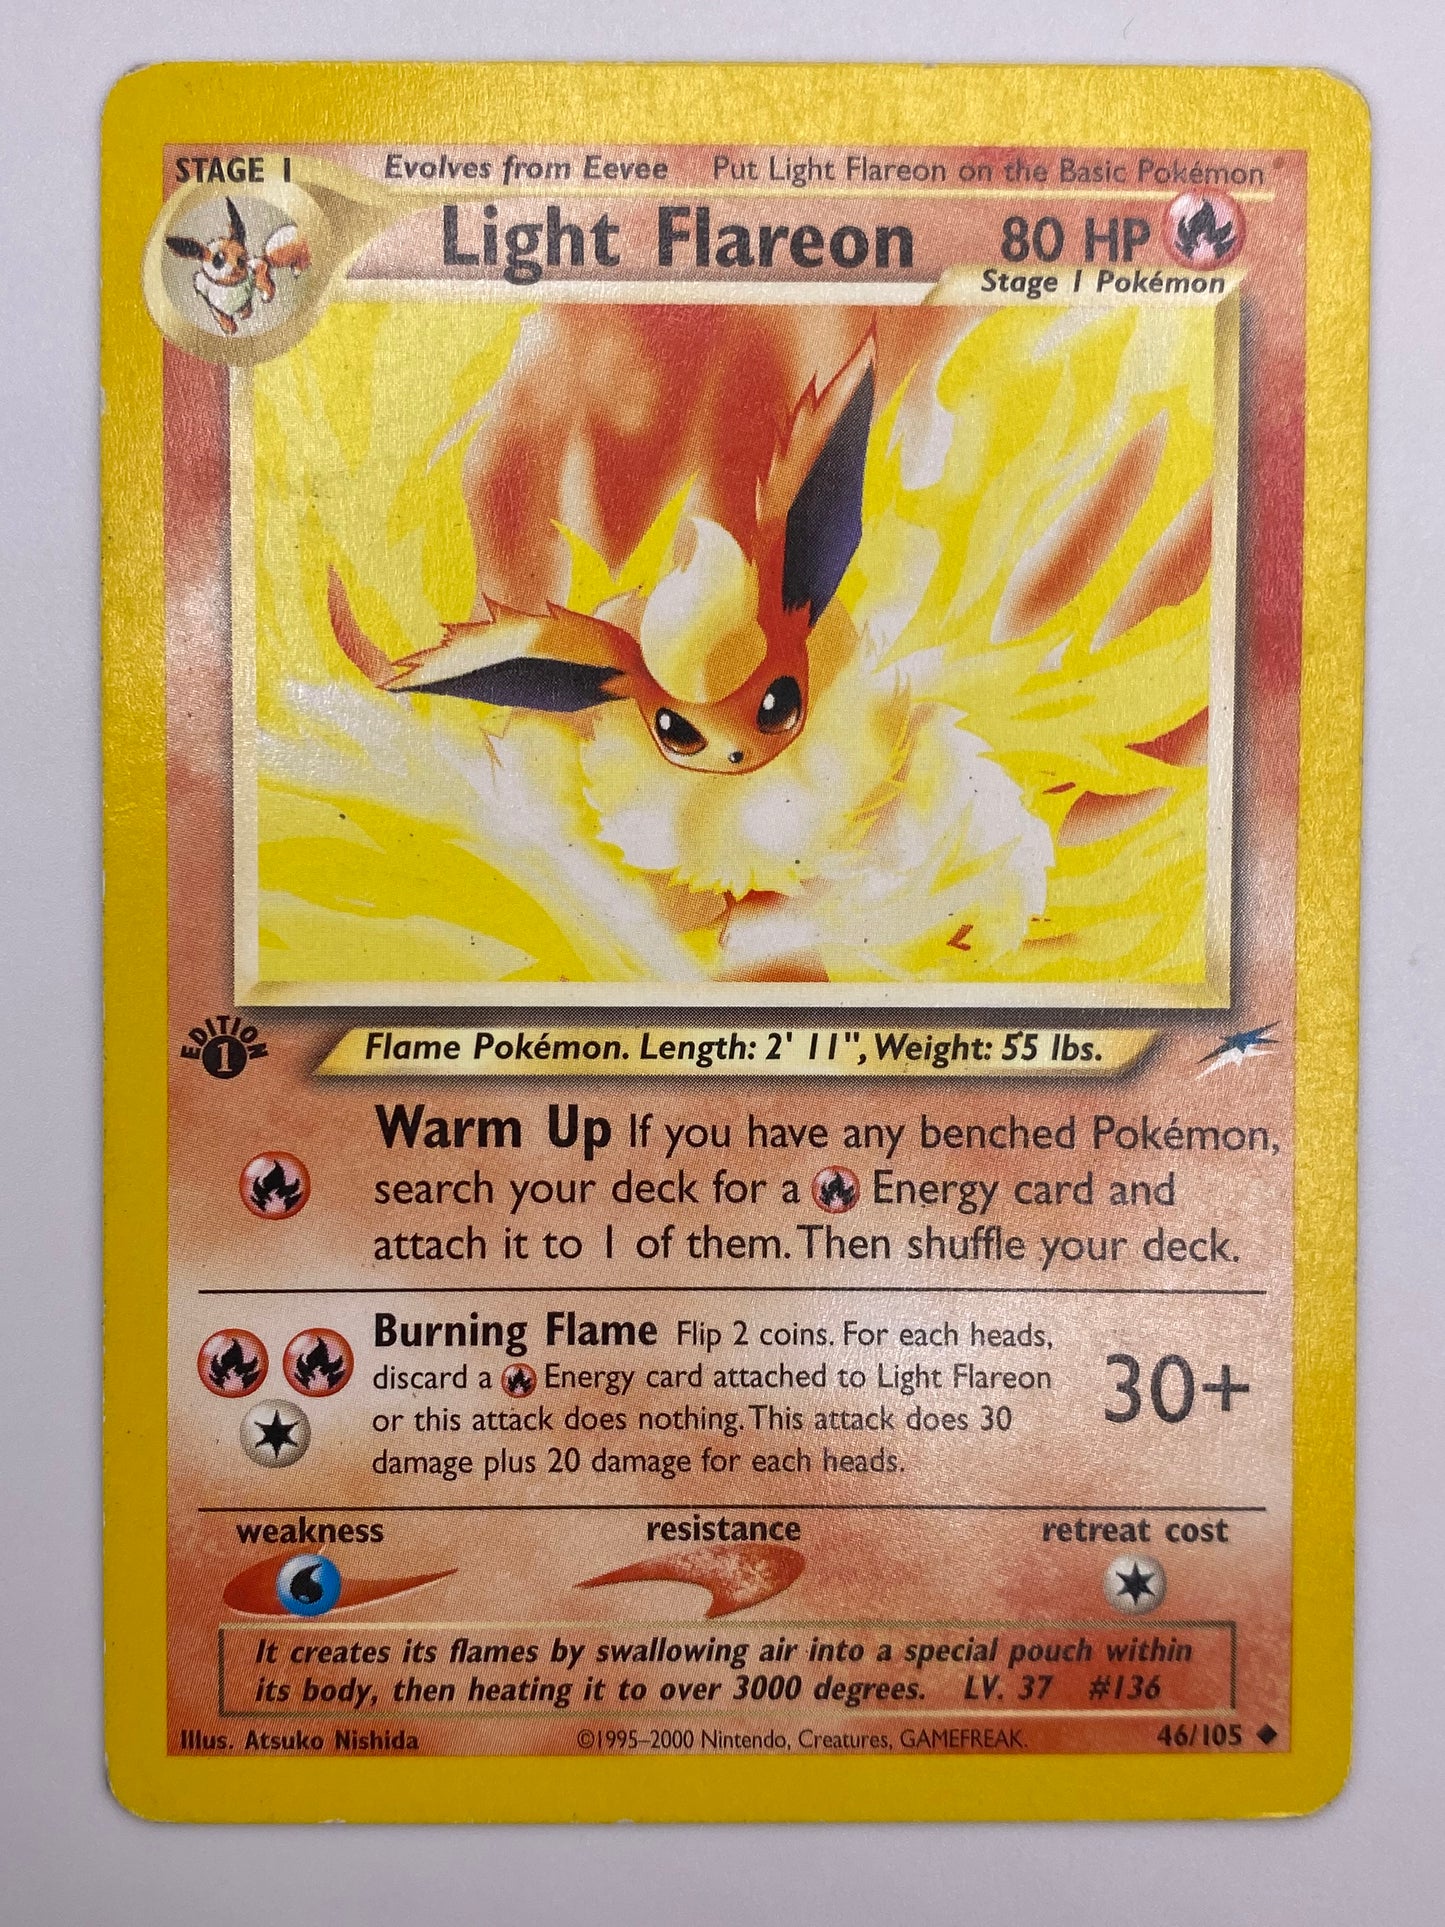 STAGE 1 Evolves from Eevee Put Light Flareon on the Basic Pokémon
Light Flareon 80 HP
Stage 1 Pokémon
EDITION
1
Flame Pokémon. Length: 2' 11", Weight: 55 lbs.
Warm Up If you have any benched Pokémon,
search your deck for a Energy card and
attach it to 1 of them. Then shuffle your deck.
Burning Flame Flip 2 coins. For each heads,
discard a Energy card attached to Light Flareon
or this attack does nothing. This attack does 30
damage plus 20 damage for each heads.
30+
weakness resistance retreat cost
It creates its flames by swallowing air into a special pouch within
its body, then heating it to over 3000 degrees. LV. 37 #136
Illus. Atsuko Nishida ©1995–2000 Nintendo, Creatures, GAMEFREAK. 46/105